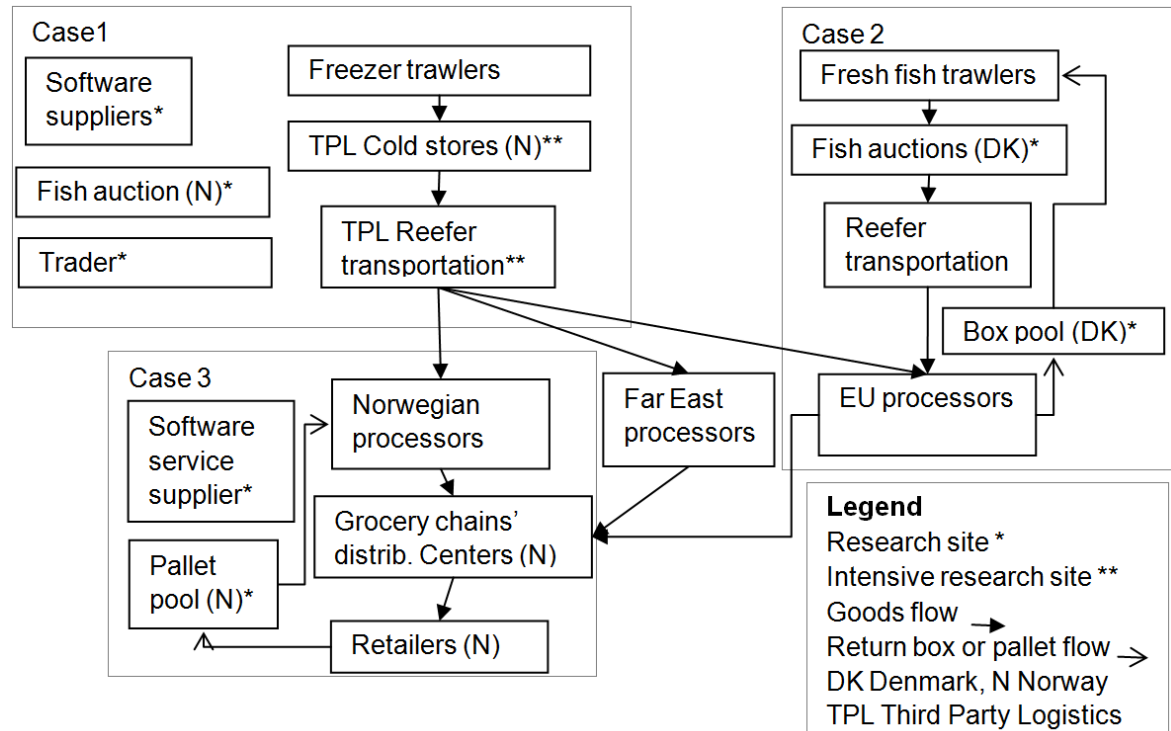 Case1
Software
suppliers*
Fish auction (N)*
Trader*
Freezer trawlers
TPL Cold stores (N)**
TPL Reefer
transportation**
Case 2
Fresh fish trawlers
Fish auctions (DK)*
Reefer
transportation
Box pool (DK)*
EU processors
Far East
processors
Case 3
Software
service
supplier*
Pallet
pool (N)*
Norwegian
processors
Grocery chains’
distrib. Centers (N)
Retailers (N)
Legend
Research site *
Intensive research site **
Goods flow
Return box or pallet flow
DK Denmark, N Norway
TPL Third Party Logistics